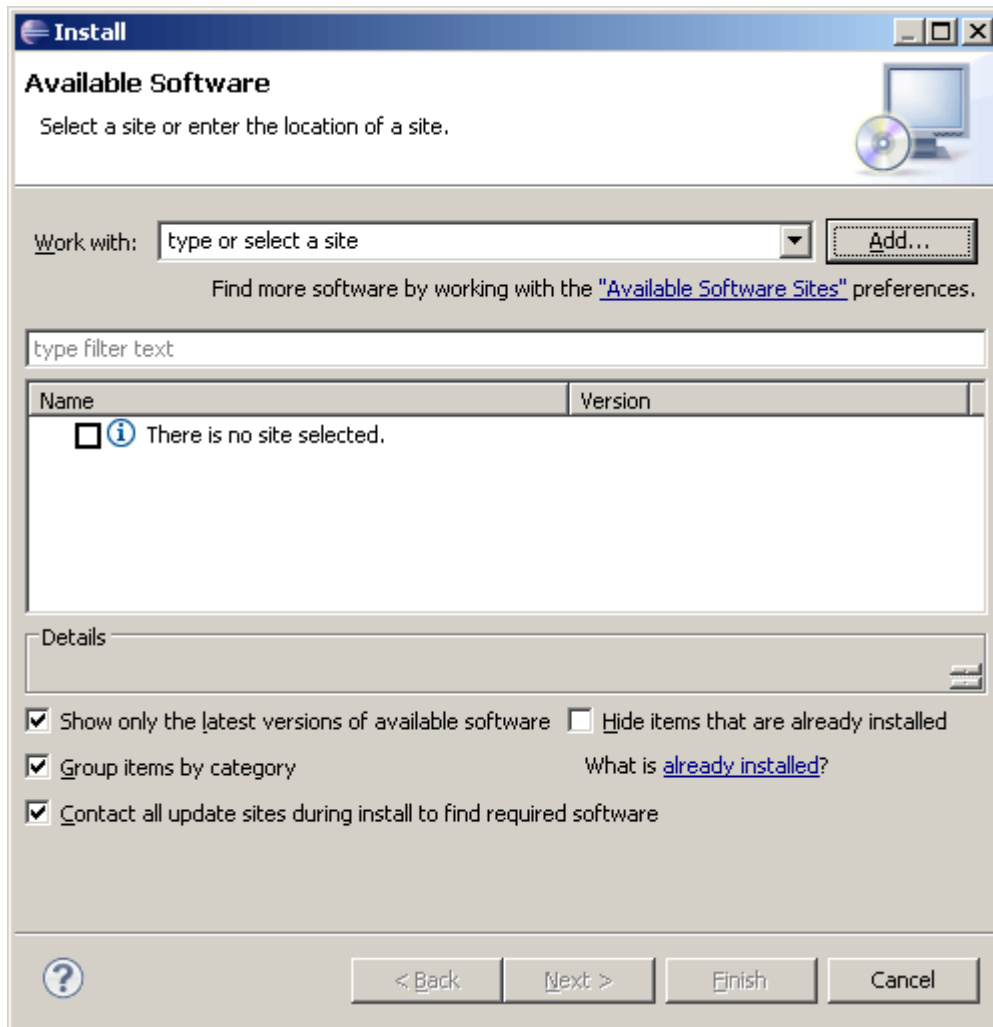 Install
Available Software
Select a site or enter the location of a site.
Work with: type or select a site Add...
Find more software by working with the "Available Software Sites" preferences.
type filter text
Name Version
There is no site selected.
Details
Show only the latest versions of available software Hide items that are already installed
Group items by category What is already installed?
Contact all update sites during install to find required software
? < Back Next > Finish Cancel